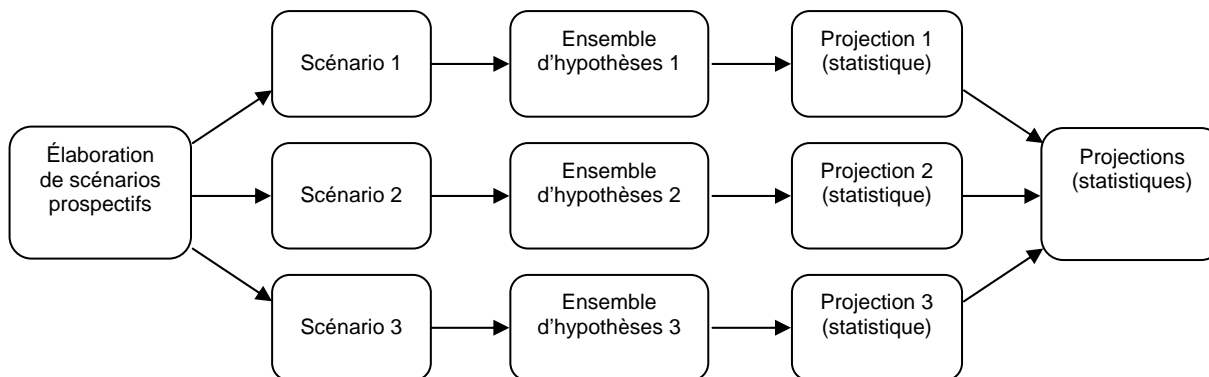 Élaboration
de scénarios
prospectifs
Scénario 1
Ensemble
d’hypothèses 1
Projection 1
(statistique)
Scénario 2
Ensemble
d’hypothèses 2
Projection 2
(statistique)
Scénario 3
Ensemble
d’hypothèses 3
Projection 3
(statistique)
Projections
(statistiques)